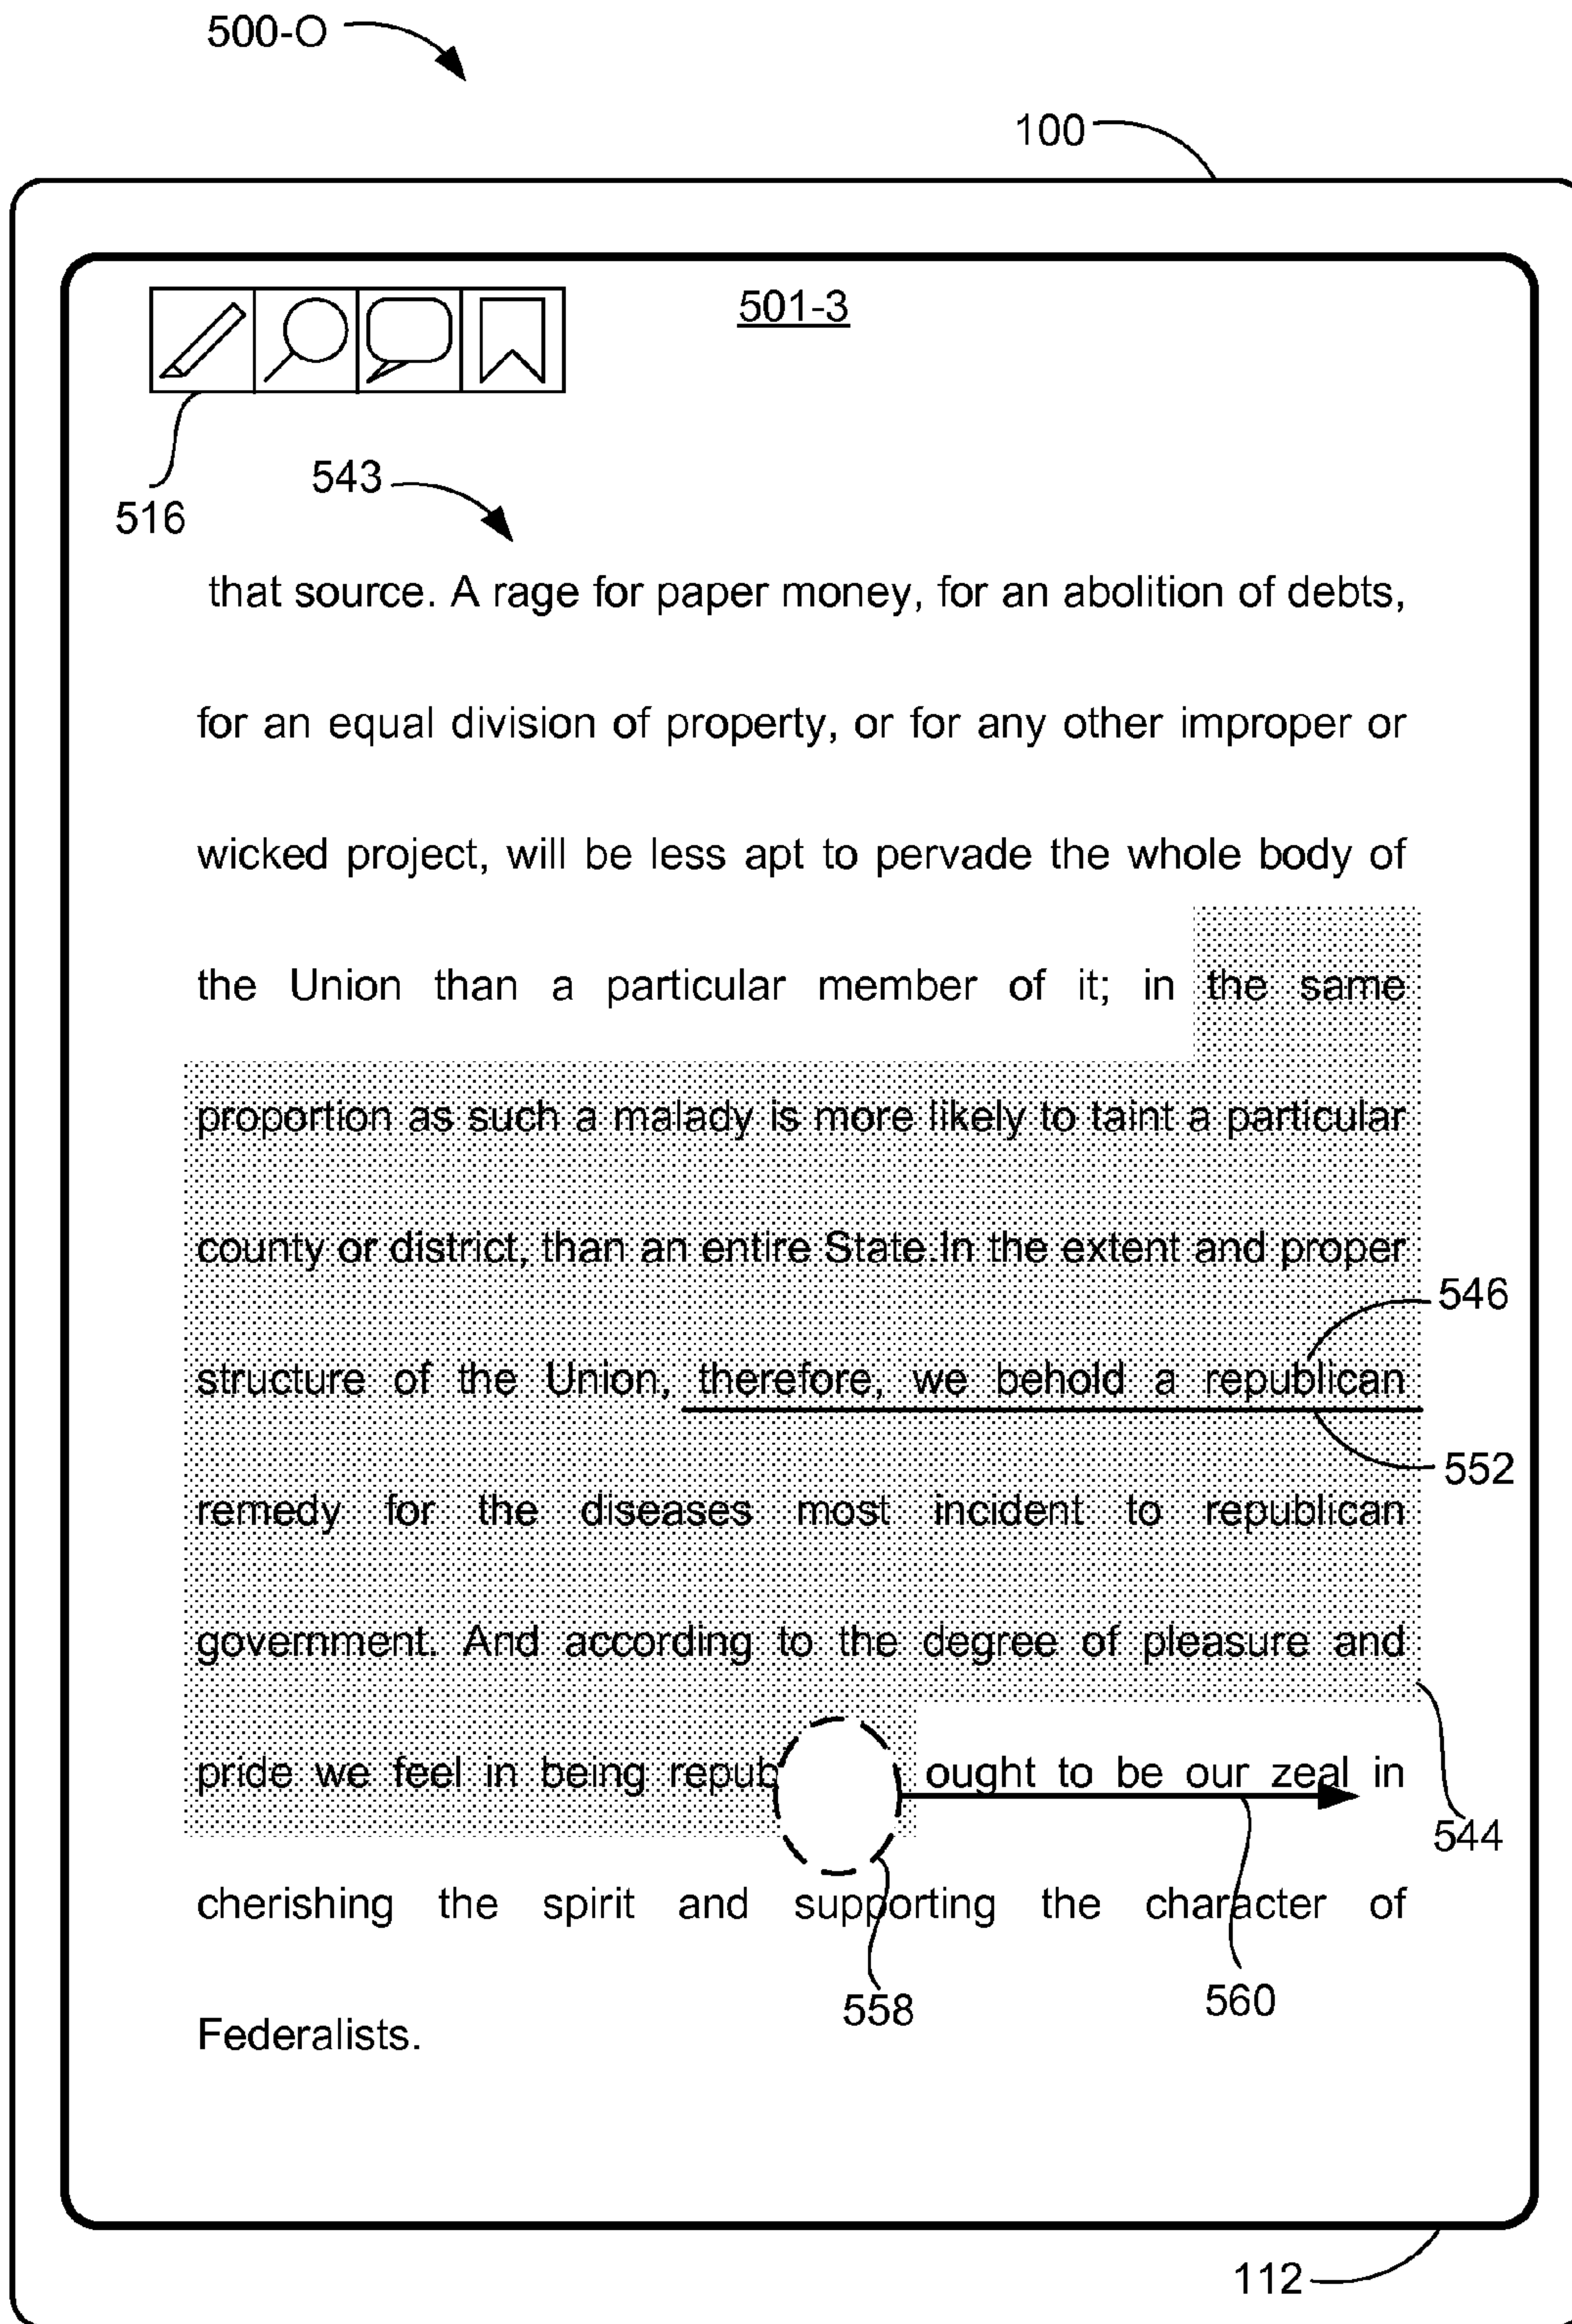 500-O
100
501-3
516
543
that source. A rage for paper money, for an abolition of debts,
for an equal division of property, or for any other improper or
wicked project, will be less apt to pervade the whole body of
the Union than a particular member of it; in the same
proportion as such a malady is more likely to taint a particular
county or district, than an entire State.In the extent and proper
546
structure of the Union, therefore, we behold a republican
552
remedy for the diseases most incident to republican
government. And according to the degree of pleasure and
pride we feel in being repub ought to be our zeal in
544
cherishing the spirit and supporting the character of
558
560
Federalists.
112